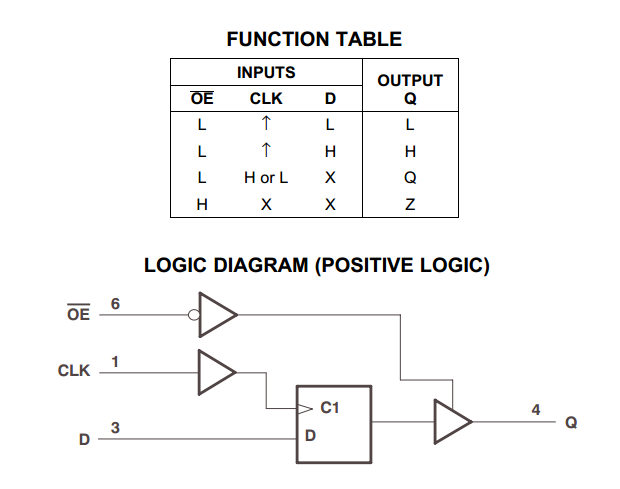 FUNCTION TABLE
INPUTS
OUTPUT
Q
OE CLK D
L ↑ L L
L ↑ H H
L H or L X Q
H X X Z
LOGIC DIAGRAM (POSITIVE LOGIC)
OE 6
CLK 1
C1
D 3
D
4 Q